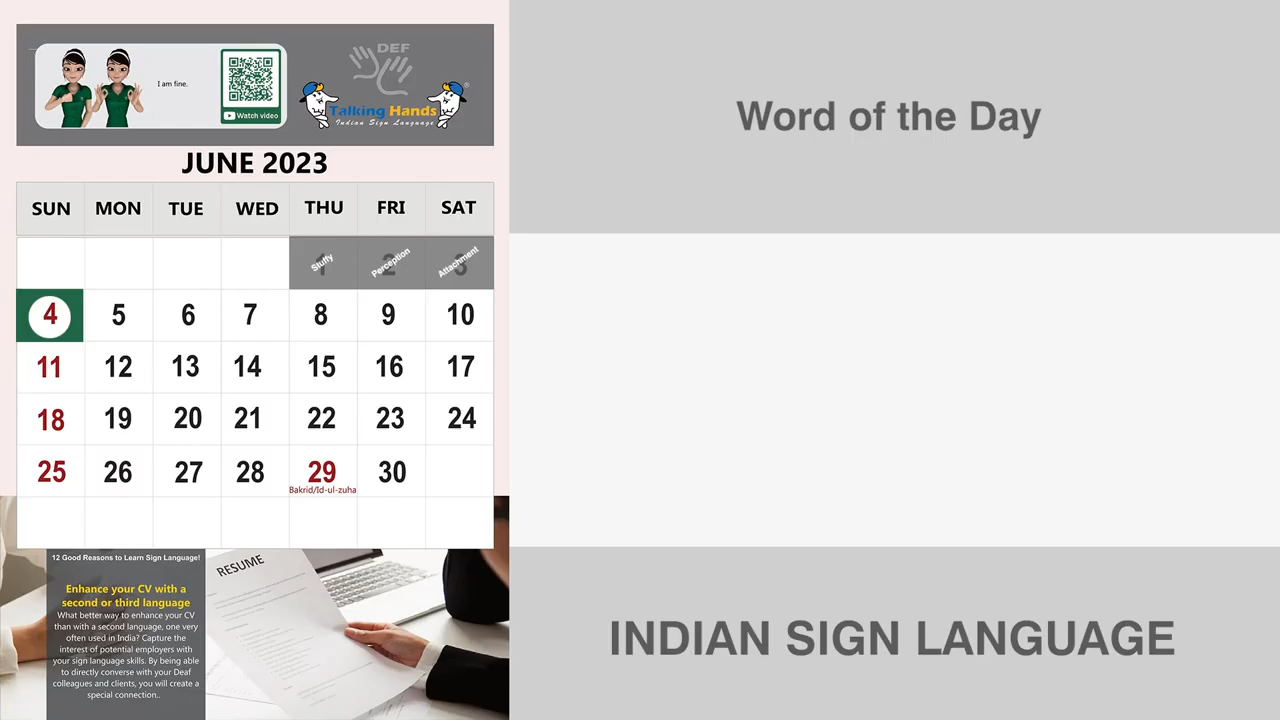 I am fine.
Watch video
DEF
Talking Hands
Indian Sign Language
JUNE 2023
SUN MON TUE WED THU FRI SAT
1 2 3
Stuffy Perception Attachment
4 5 6 7 8 9 10
11 12 13 14 15 16 17
18 19 20 21 22 23 24
25 26 27 28 29 30
Bakrid/Id-ul-zuha
12 Good Reasons to Learn Sign Language!
Enhance your CV with a
second or third language
What better way to enhance your CV
than with a second language, one very
often used in India? Capture the
interest of potential employers with
your sign language skills. By being able
to directly converse with your Deaf
colleagues and clients, you will create a
special connection..
RESUME
Word of the Day
INDIAN SIGN LANGUAGE